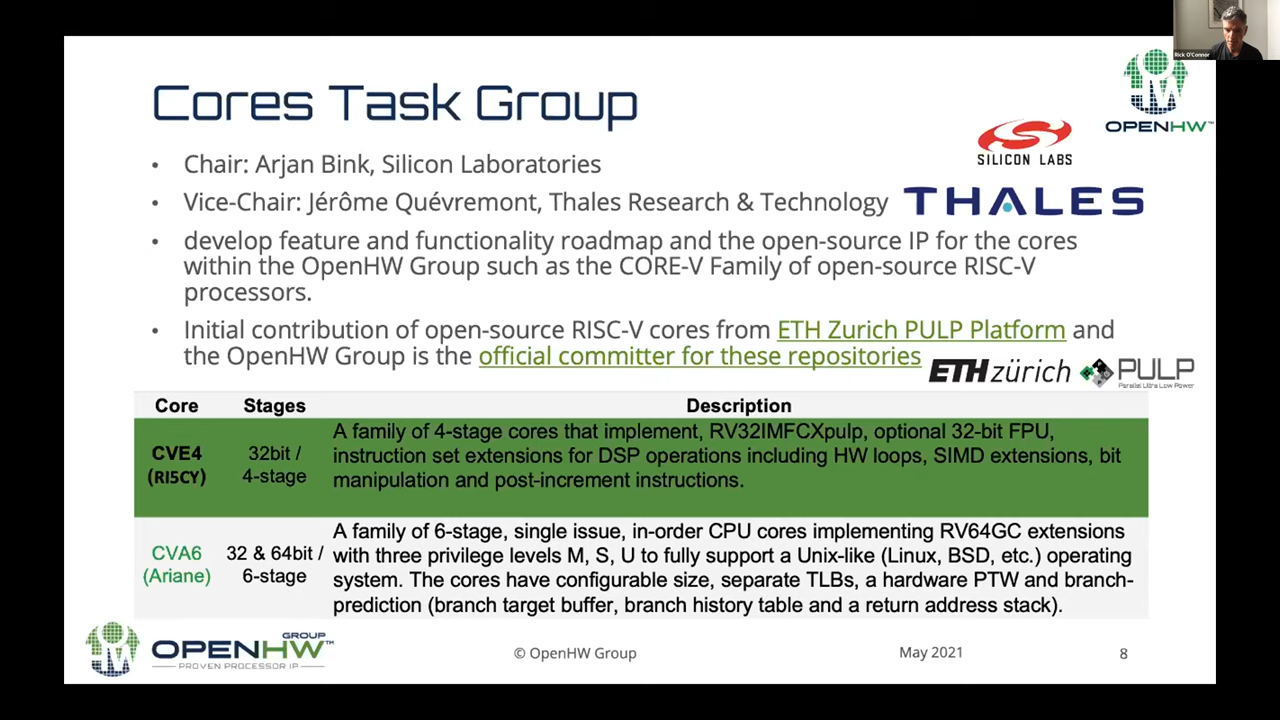 Rick O'Connor
Cores Task Group
OPENHW™
SILICON LABS
• Chair: Arjan Bink, Silicon Laboratories
• Vice-Chair: Jérôme Quévremont, Thales Research & Technology
THALES
• develop feature and functionality roadmap and the open-source IP for the cores
within the OpenHW Group such as the CORE-V Family of open-source RISC-V
processors.
• Initial contribution of open-source RISC-V cores from ETH Zurich PULP Platform and
the OpenHW Group is the official committer for these repositories
ETH zürich
PULP
Parallel Ultra Low Power
Core Stages Description
CVE4
(RI5CY)
32bit /
4-stage
A family of 4-stage cores that implement, RV32IMFCXpulp, optional 32-bit FPU,
instruction set extensions for DSP operations including HW loops, SIMD extensions, bit
manipulation and post-increment instructions.
CVA6
(Ariane)
32 & 64bit /
6-stage
A family of 6-stage, single issue, in-order CPU cores implementing RV64GC extensions
with three privilege levels M, S, U to fully support a Unix-like (Linux, BSD, etc.) operating
system. The cores have configurable size, separate TLBs, a hardware PTW and branch-
prediction (branch target buffer, branch history table and a return address stack).
OPENHW™
GROUP
PROVEN PROCESSOR IP
© OpenHW Group
May 2021
8